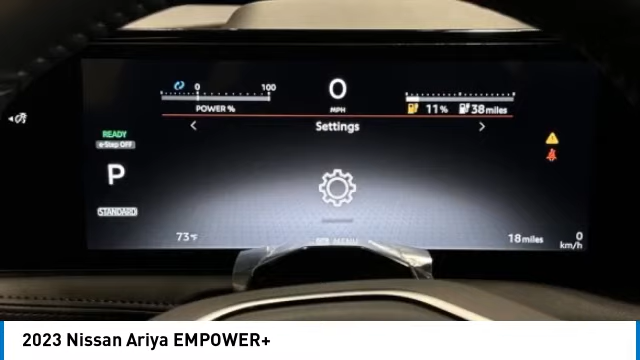 0 100
POWER %
0
MPH
11 % 38 miles
Settings
READY
e-Step OFF
P
STANDARD
73°F
18 miles
0
km/h
2023 Nissan Ariya EMPOWER+